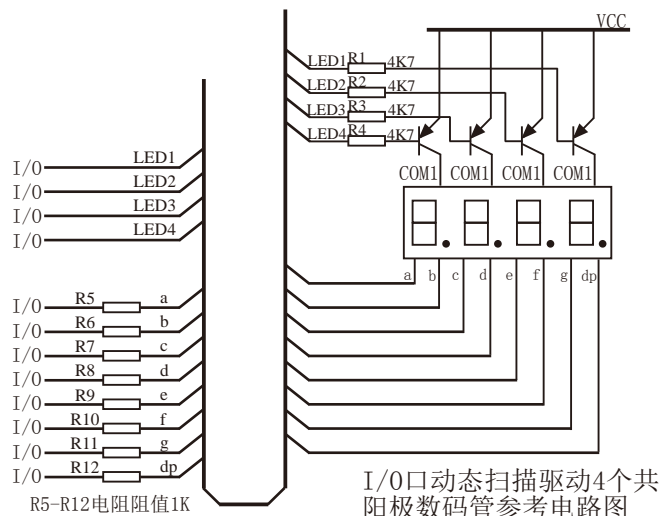 VCC
LED1 R1 4K7
LED2 R2 4K7
LED3 R3 4K7
LED4 R4 4K7
COM1 COM1 COM1 COM1
a b c d e f g dp
I/O LED1
I/O LED2
I/O LED3
I/O LED4
I/O R5 a
I/O R6 b
I/O R7 c
I/O R8 d
I/O R9 e
I/O R10 f
I/O R11 g
I/O R12 dp
R5-R12电阻阻值1K
I/O口动态扫描驱动4个共
阳极数码管参考电路图